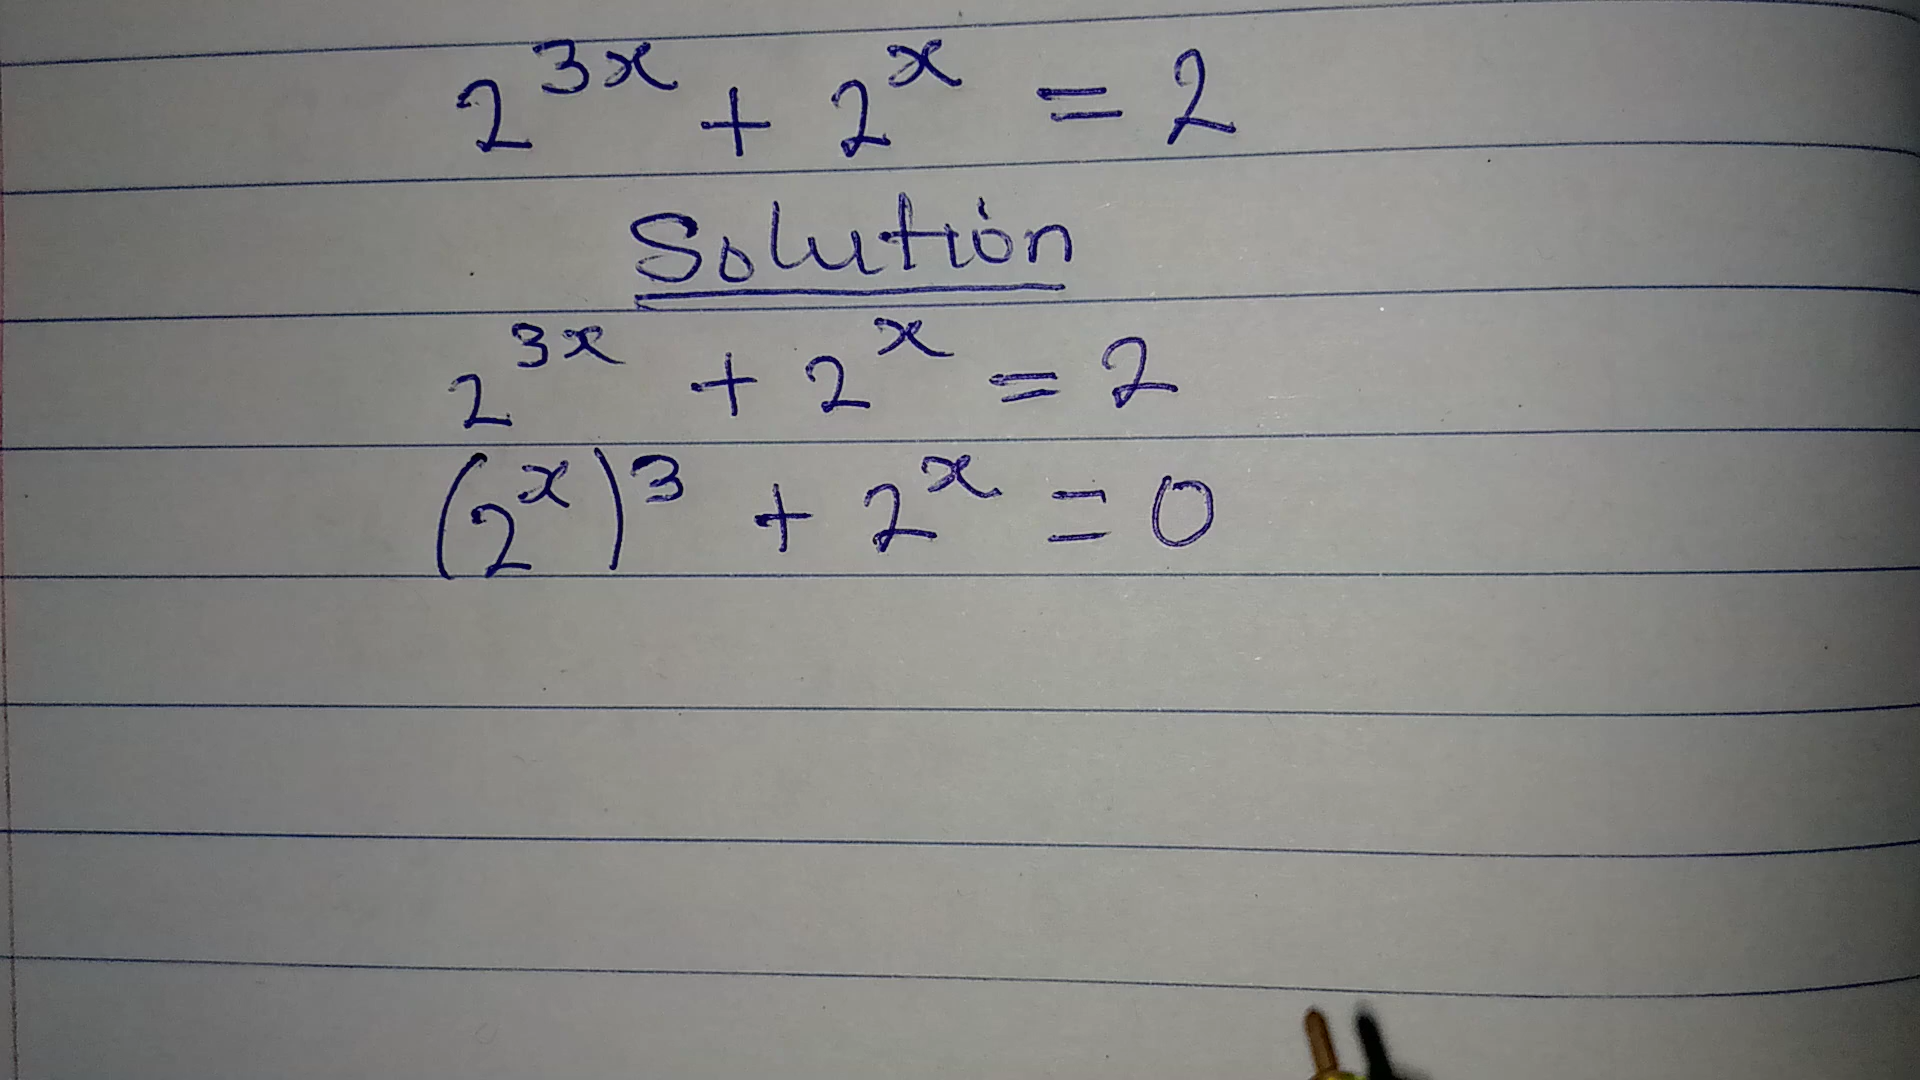 2^{3x} + 2^x = 2
Solution
2^{3x} + 2^x = 2
(2^x)^3 + 2^x = 0